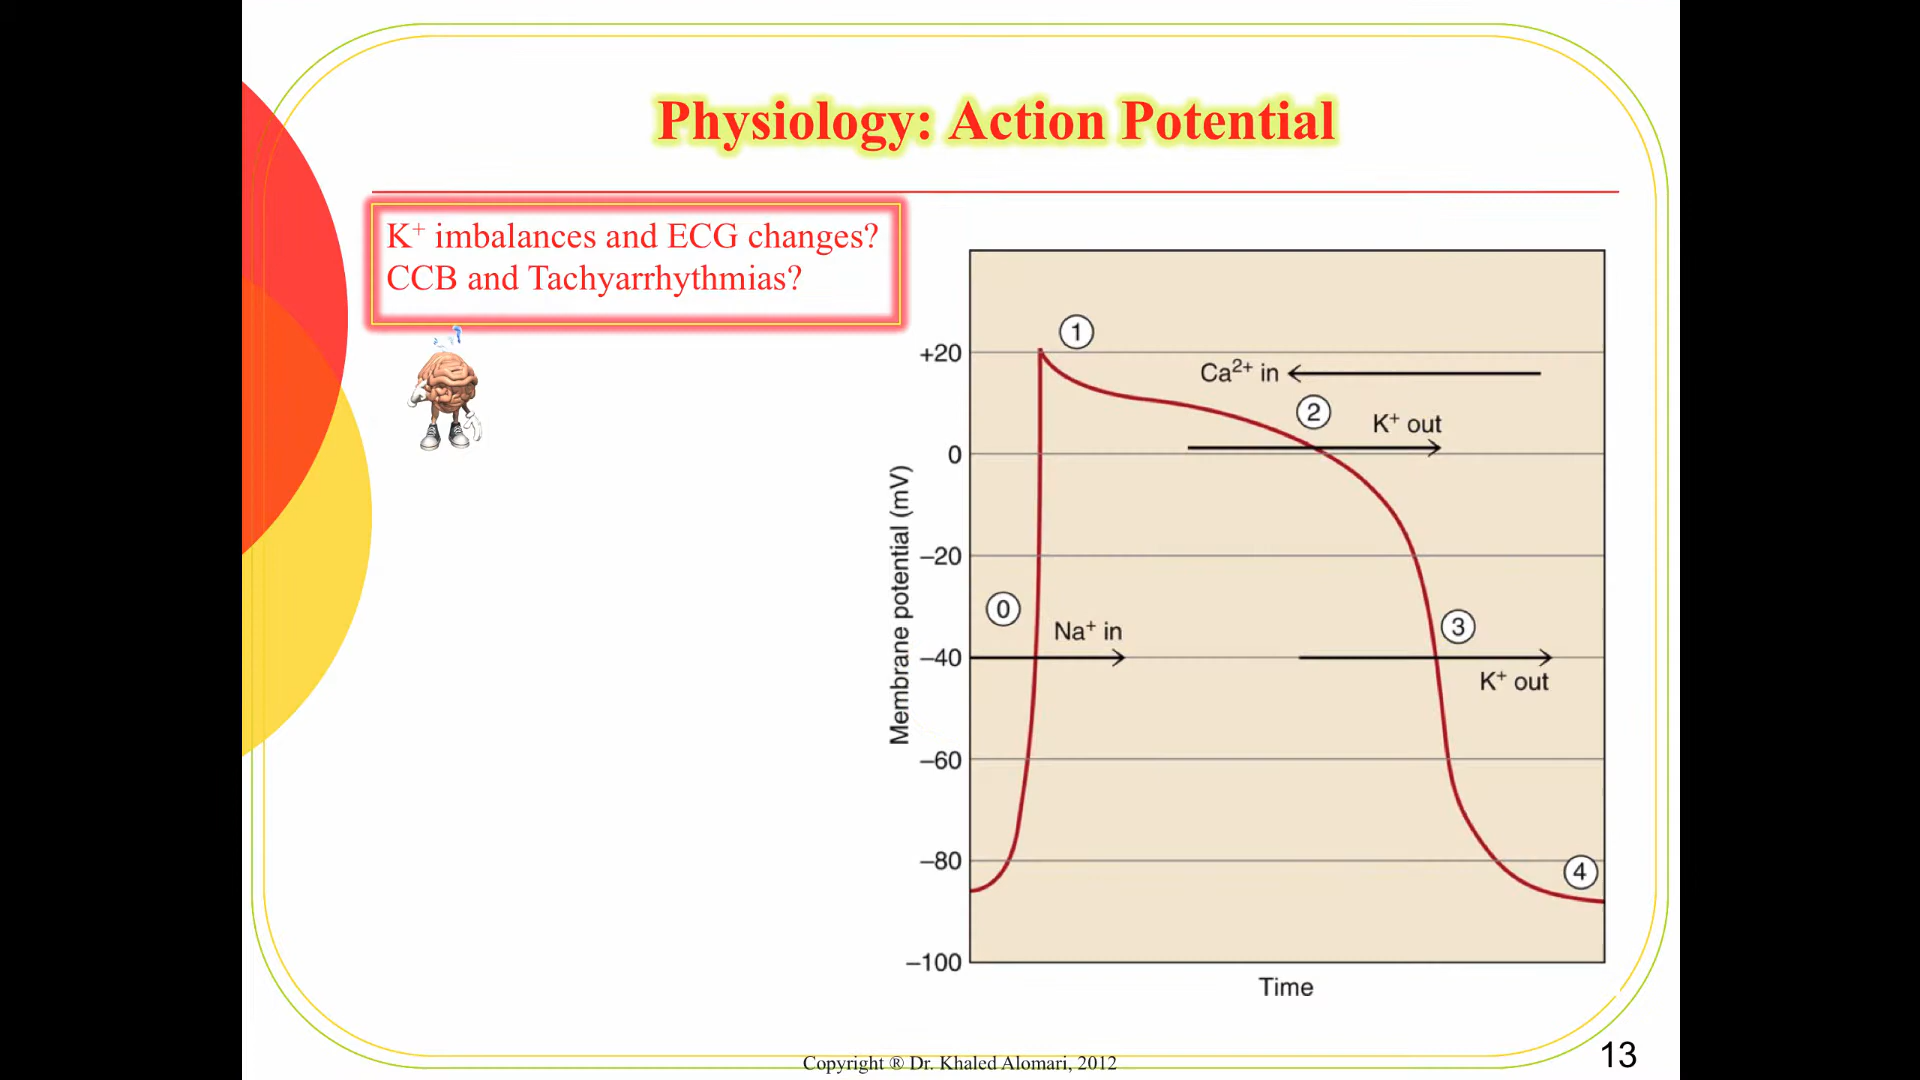 Physiology: Action Potential
K⁺ imbalances and ECG changes?
CCB and Tachyarrhythmias?
Membrane potential (mV)
+20
0
–20
–40
–60
–80
–100
1
Ca²⁺ in
2
K⁺ out
0
Na⁺ in
3
K⁺ out
4
Time
Copyright ® Dr. Khaled Alomari, 2012
13